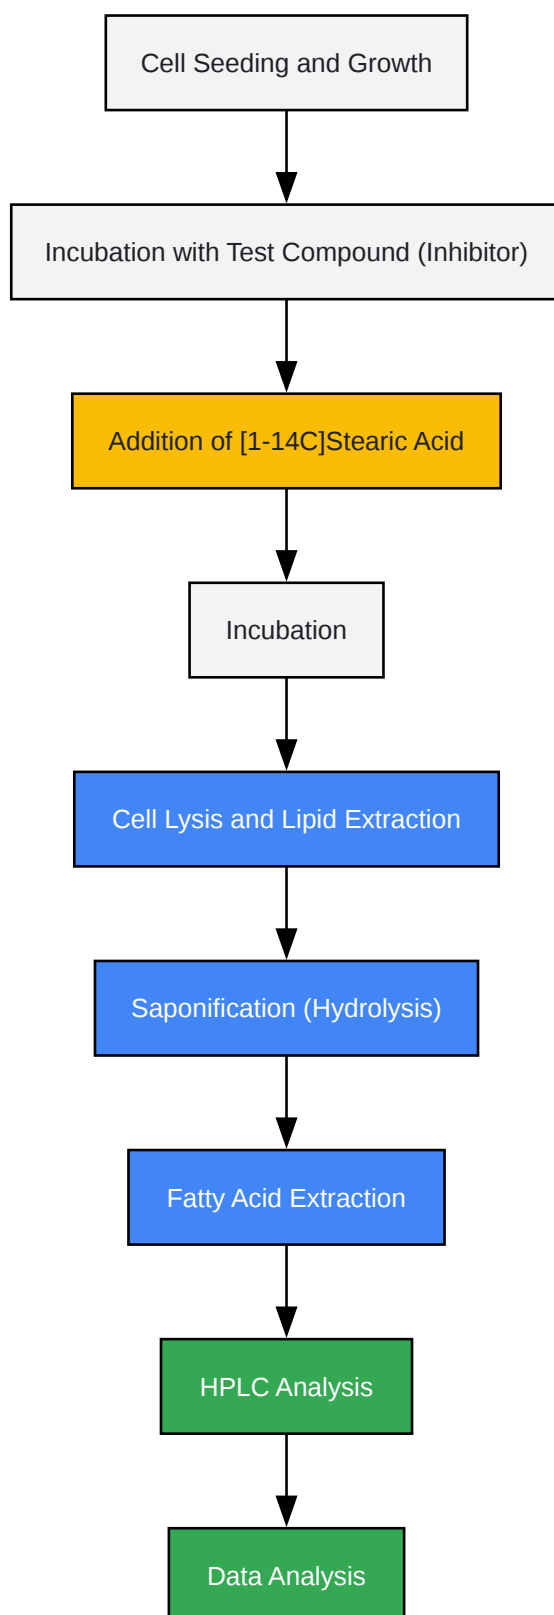 Cell Seeding and Growth
Incubation with Test Compound (Inhibitor)
Addition of [1-14C]Stearic Acid
Incubation
Cell Lysis and Lipid Extraction
Saponification (Hydrolysis)
Fatty Acid Extraction
HPLC Analysis
Data Analysis